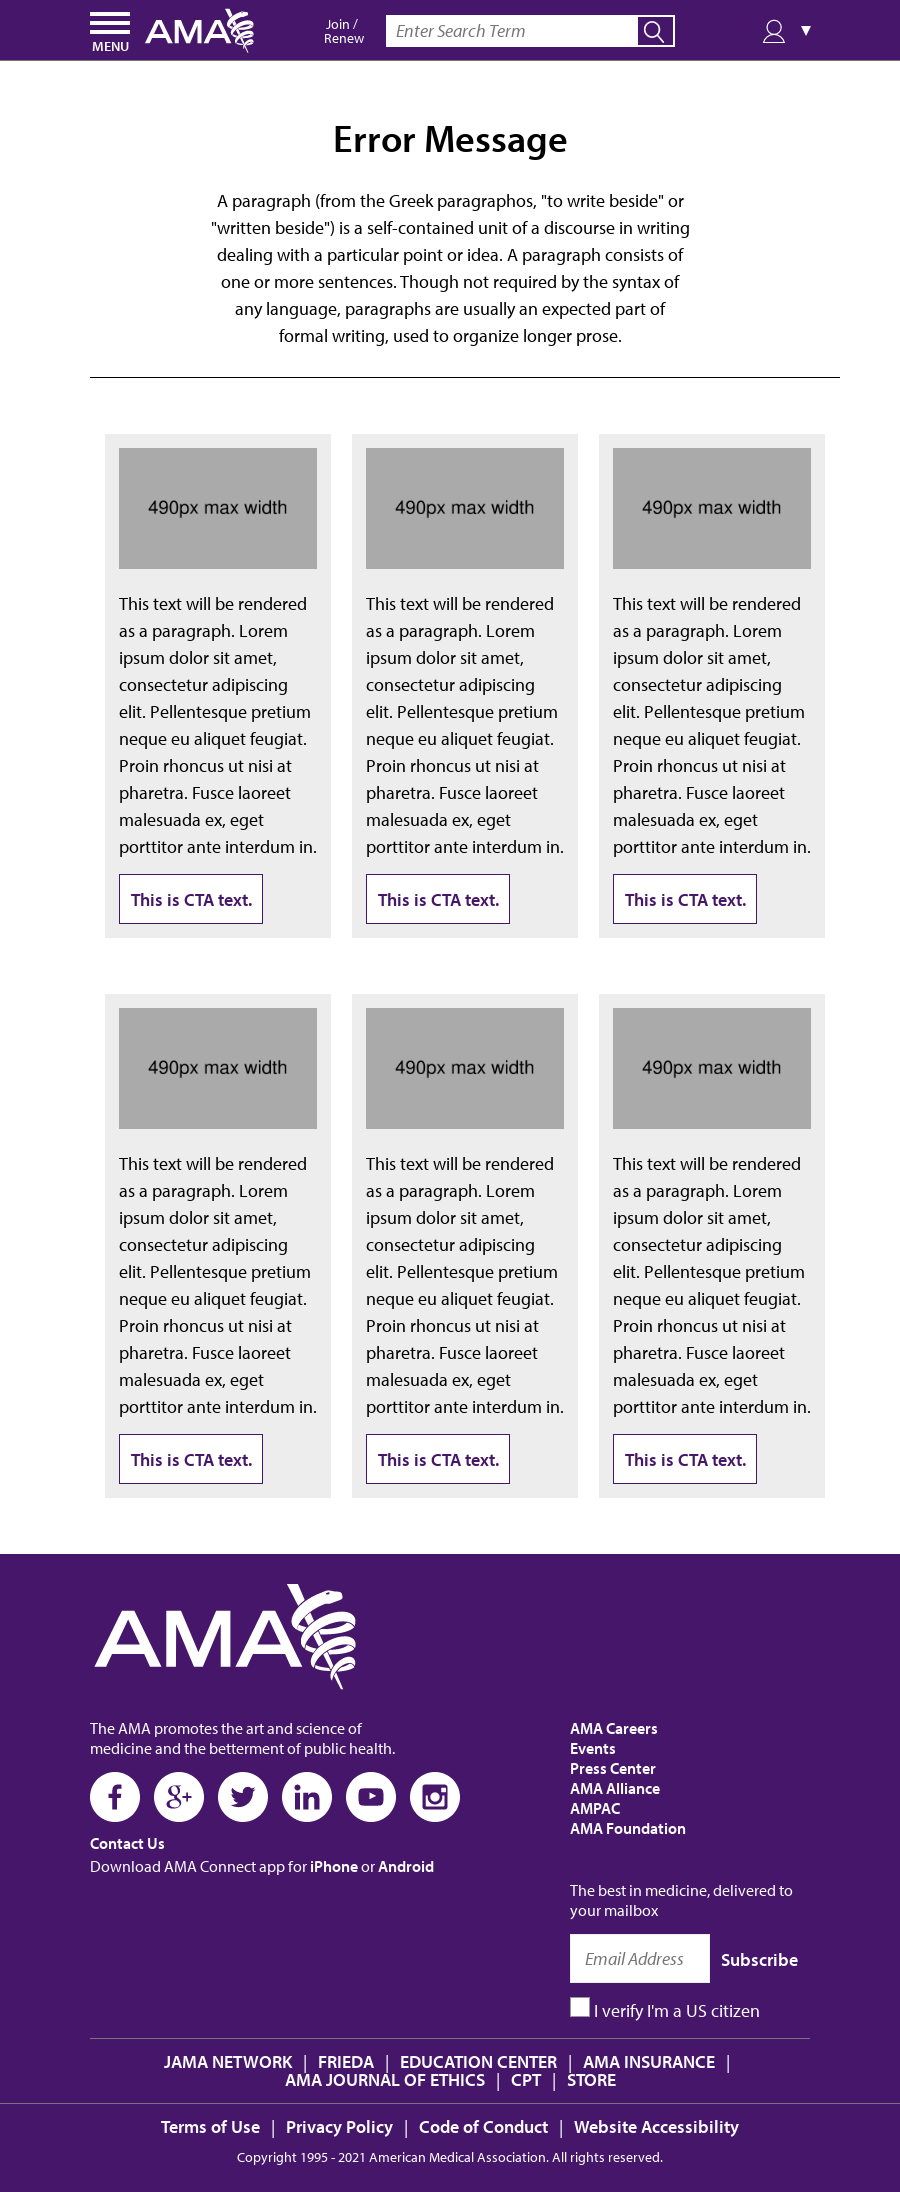 MENU
AMA
Join /
Renew
Enter Search Term
▼
Error Message
A paragraph (from the Greek paragraphos, "to write beside" or
"written beside") is a self-contained unit of a discourse in writing
dealing with a particular point or idea. A paragraph consists of
one or more sentences. Though not required by the syntax of
any language, paragraphs are usually an expected part of
formal writing, used to organize longer prose.
490px max width
This text will be rendered
as a paragraph. Lorem
ipsum dolor sit amet,
consectetur adipiscing
elit. Pellentesque pretium
neque eu aliquet feugiat.
Proin rhoncus ut nisi at
pharetra. Fusce laoreet
malesuada ex, eget
porttitor ante interdum in.
This is CTA text.
490px max width
This text will be rendered
as a paragraph. Lorem
ipsum dolor sit amet,
consectetur adipiscing
elit. Pellentesque pretium
neque eu aliquet feugiat.
Proin rhoncus ut nisi at
pharetra. Fusce laoreet
malesuada ex, eget
porttitor ante interdum in.
This is CTA text.
490px max width
This text will be rendered
as a paragraph. Lorem
ipsum dolor sit amet,
consectetur adipiscing
elit. Pellentesque pretium
neque eu aliquet feugiat.
Proin rhoncus ut nisi at
pharetra. Fusce laoreet
malesuada ex, eget
porttitor ante interdum in.
This is CTA text.
490px max width
This text will be rendered
as a paragraph. Lorem
ipsum dolor sit amet,
consectetur adipiscing
elit. Pellentesque pretium
neque eu aliquet feugiat.
Proin rhoncus ut nisi at
pharetra. Fusce laoreet
malesuada ex, eget
porttitor ante interdum in.
This is CTA text.
490px max width
This text will be rendered
as a paragraph. Lorem
ipsum dolor sit amet,
consectetur adipiscing
elit. Pellentesque pretium
neque eu aliquet feugiat.
Proin rhoncus ut nisi at
pharetra. Fusce laoreet
malesuada ex, eget
porttitor ante interdum in.
This is CTA text.
490px max width
This text will be rendered
as a paragraph. Lorem
ipsum dolor sit amet,
consectetur adipiscing
elit. Pellentesque pretium
neque eu aliquet feugiat.
Proin rhoncus ut nisi at
pharetra. Fusce laoreet
malesuada ex, eget
porttitor ante interdum in.
This is CTA text.
AMA
The AMA promotes the art and science of
medicine and the betterment of public health.
Contact Us
Download AMA Connect app for iPhone or Android
AMA Careers
Events
Press Center
AMA Alliance
AMPAC
AMA Foundation
The best in medicine, delivered to
your mailbox
Email Address
Subscribe
I verify I'm a US citizen
JAMA NETWORK | FRIEDA | EDUCATION CENTER | AMA INSURANCE |
AMA JOURNAL OF ETHICS | CPT | STORE
Terms of Use | Privacy Policy | Code of Conduct | Website Accessibility
Copyright 1995 - 2021 American Medical Association. All rights reserved.